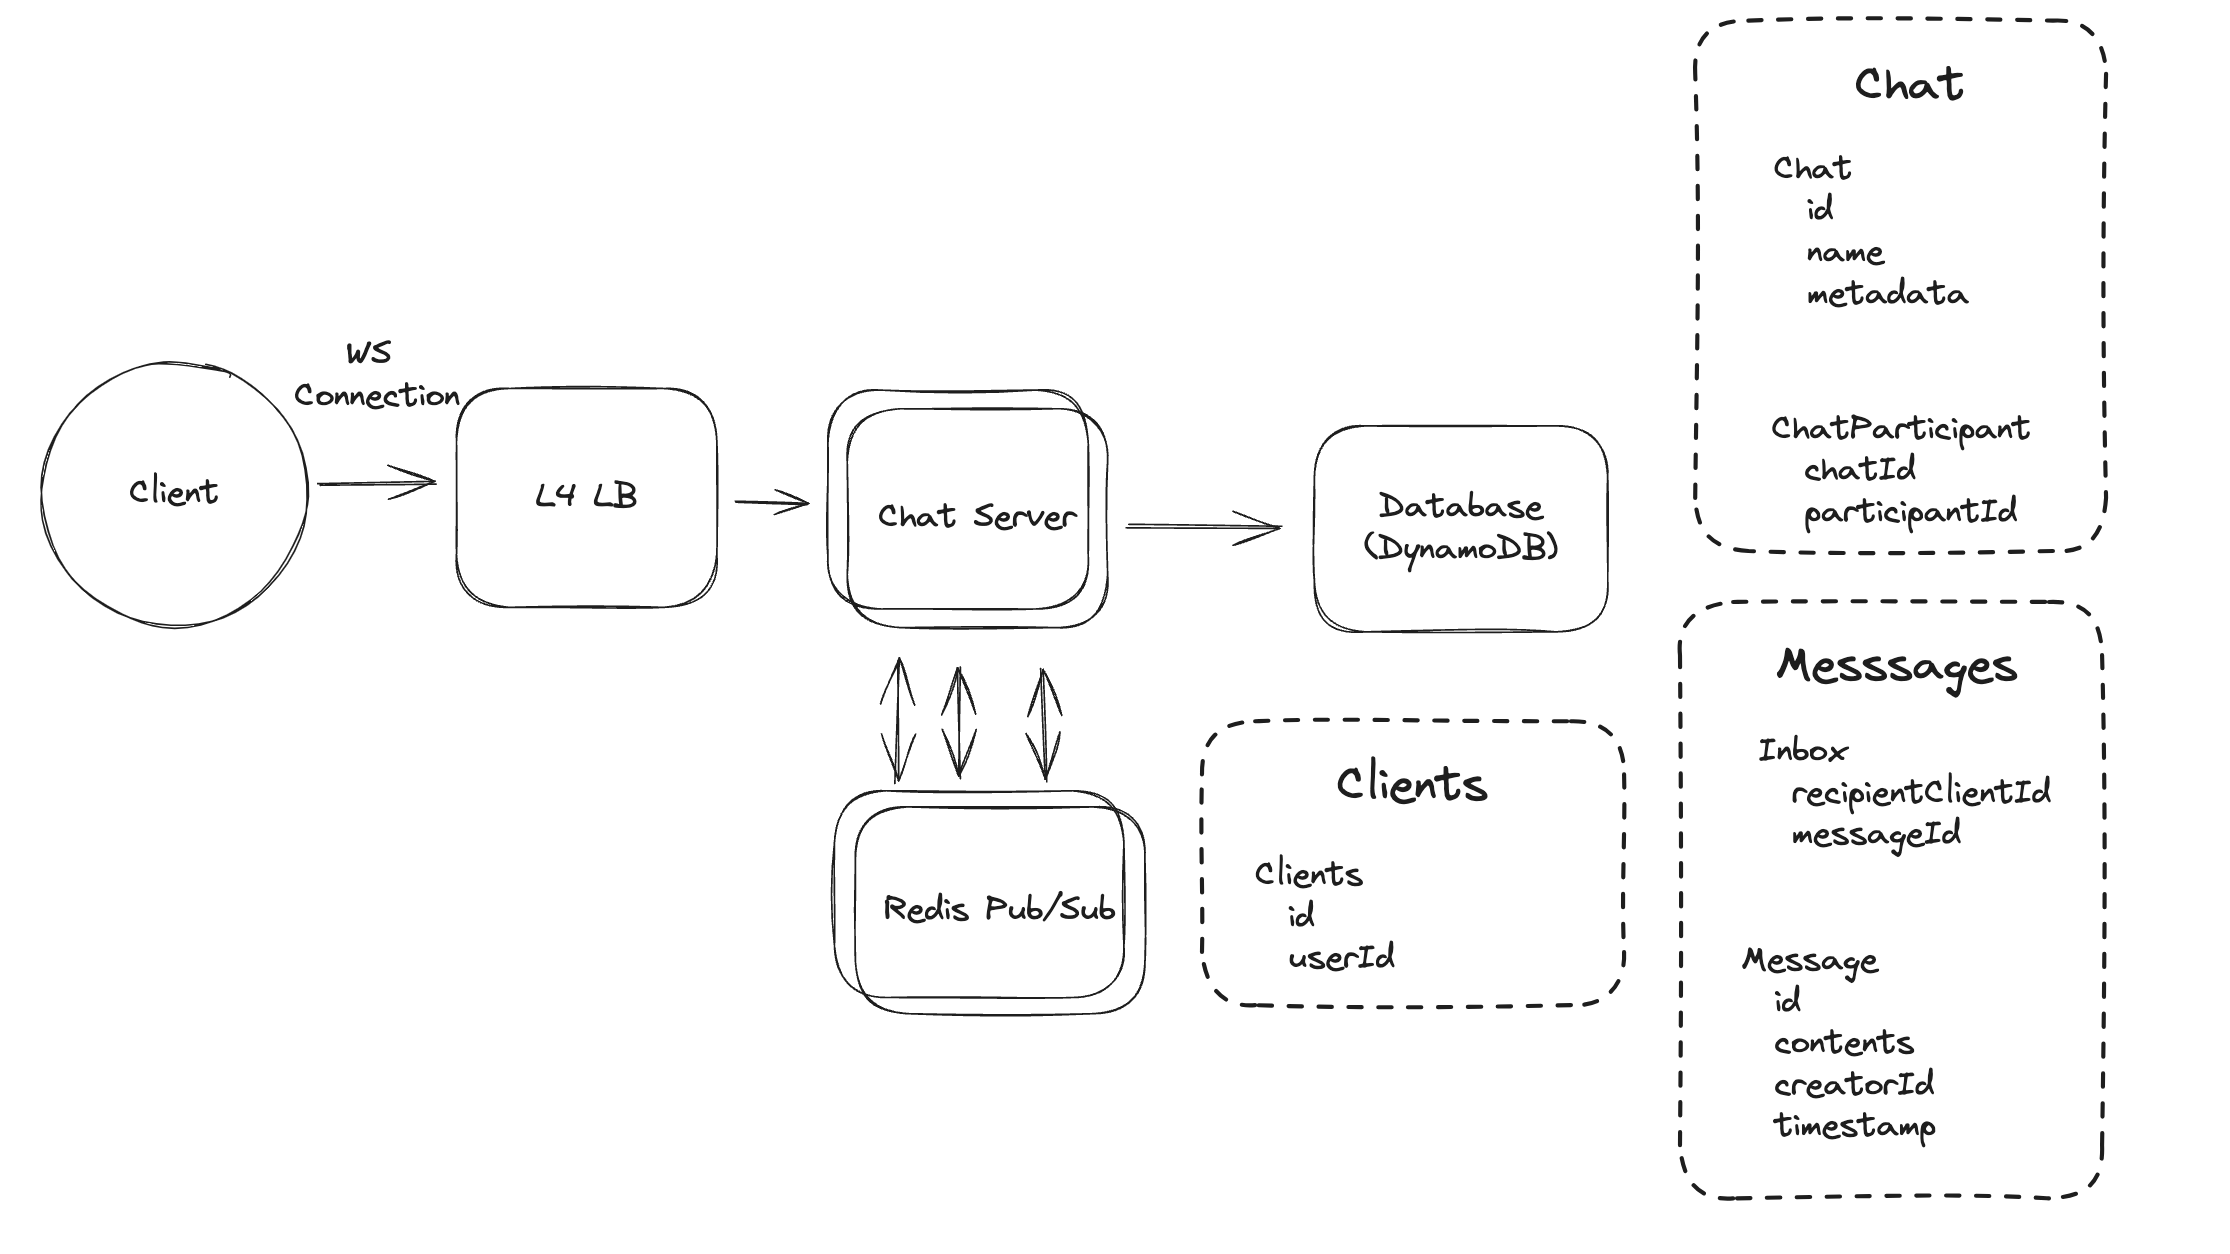 Client
WS
Connection
L4 LB
Chat Server
Redis Pub/Sub
Database
(DynamoDB)
Clients
Clients
id
userId
Chat
Chat
id
name
metadata
ChatParticipant
chatId
participantId
Messsages
Inbox
recipientClientId
messageId
Message
id
contents
creatorId
timestamp